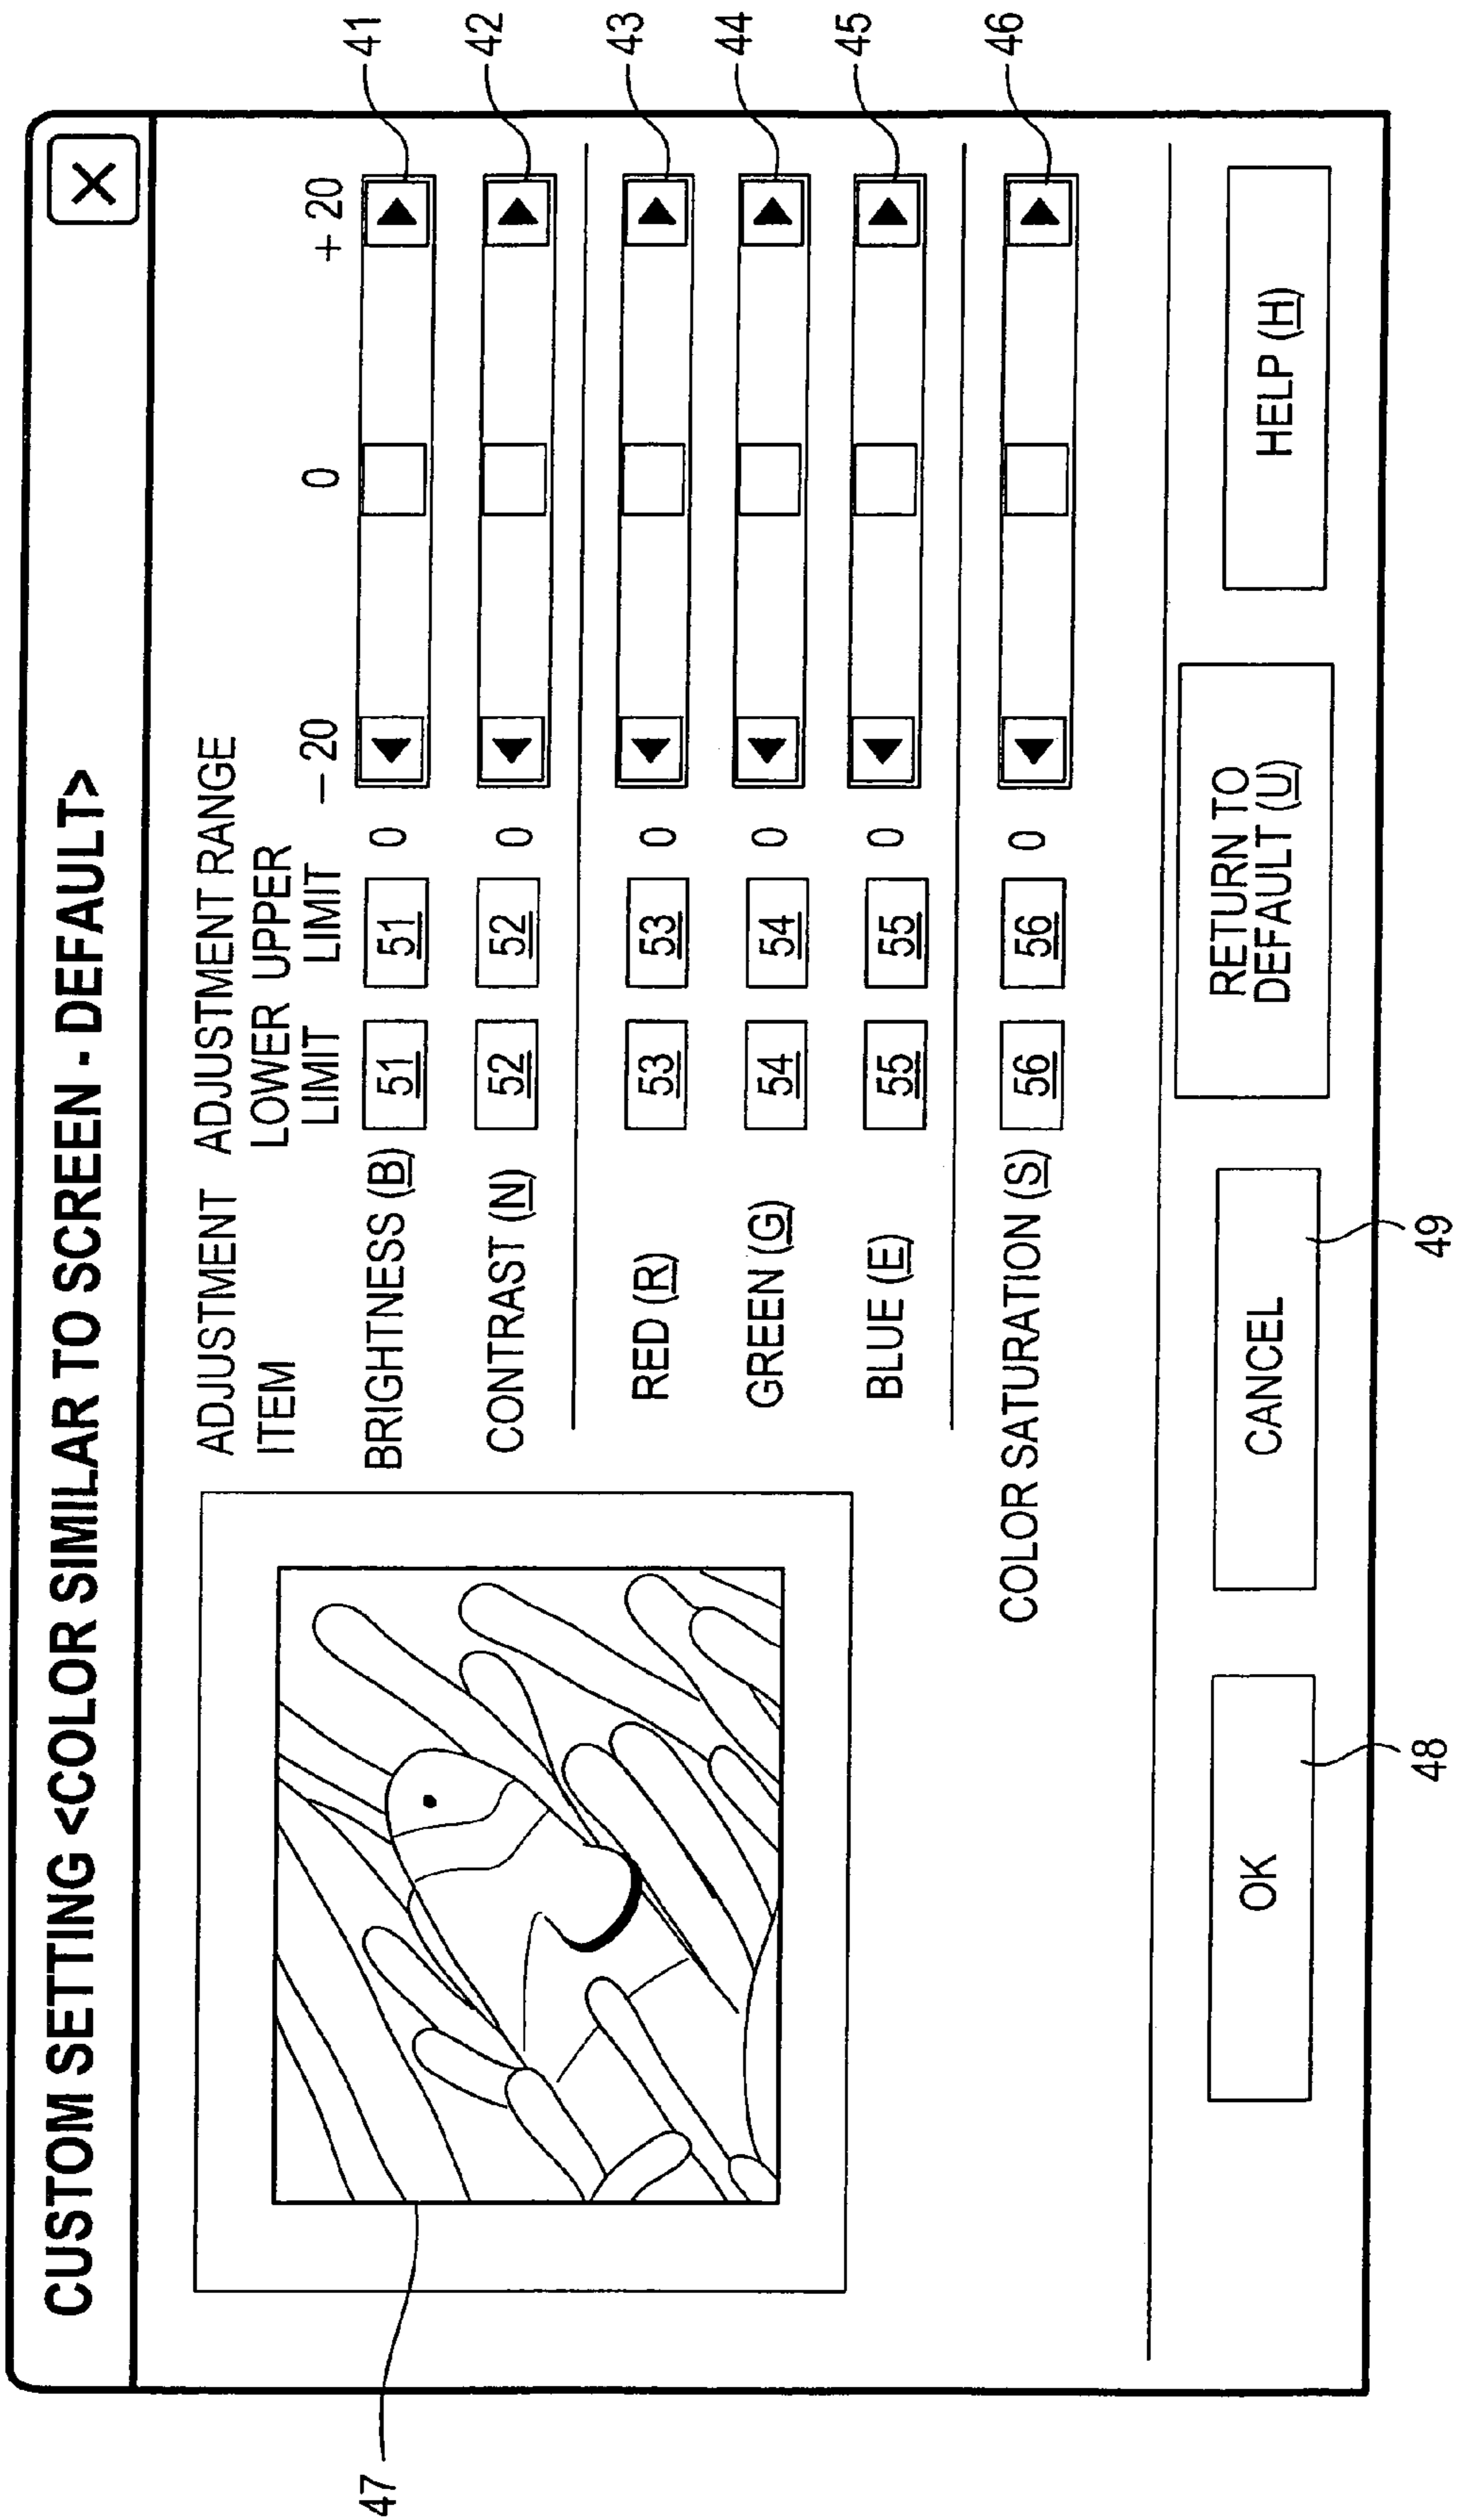 CUSTOM SETTING <COLOR SIMILAR TO SCREEN - DEFAULT> X
ADJUSTMENT ADJUSTMENT RANGE
ITEM LOWER UPPER
LIMIT LIMIT −20 0 +20
BRIGHTNESS (B) 51 51 0 41
CONTRAST (N) 52 52 0 42
RED (R) 53 53 0 43
GREEN (G) 54 54 0 44
BLUE (E) 55 55 0 45
COLOR SATURATION (S) 56 56 0 46
47
OK
CANCEL
RETURN TO
DEFAULT (U)
HELP (H)
48
49